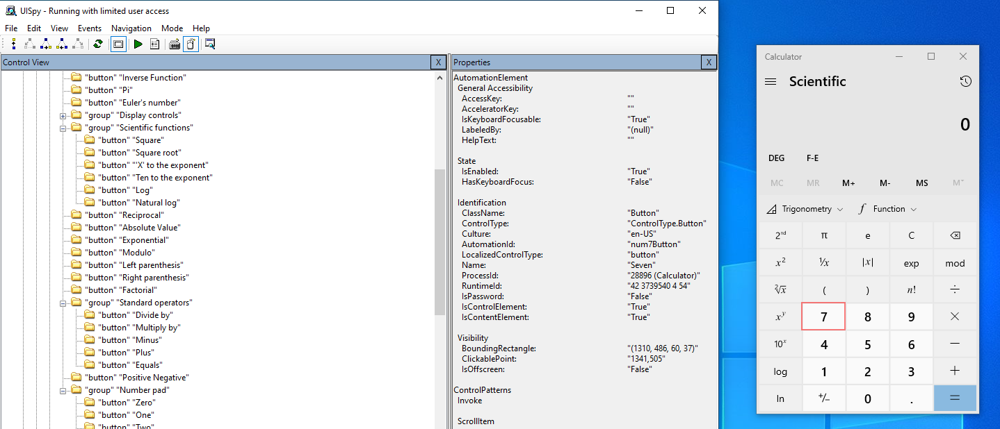 UISpy - Running with limited user access
File Edit View Events Navigation Mode Help
Control View X
"button" "Inverse Function"
"button" "Pi"
"button" "Euler's number"
"group" "Display controls"
"group" "Scientific functions"
"button" "Square"
"button" "Square root"
"button" "'X' to the exponent"
"button" "Ten to the exponent"
"button" "Log"
"button" "Natural log"
"button" "Reciprocal"
"button" "Absolute Value"
"button" "Exponential"
"button" "Modulo"
"button" "Left parenthesis"
"button" "Right parenthesis"
"button" "Factorial"
"group" "Standard operators"
"button" "Divide by"
"button" "Multiply by"
"button" "Minus"
"button" "Plus"
"button" "Equals"
"button" "Positive Negative"
"group" "Number pad"
"button" "Zero"
"button" "One"
"button" "Two"
Properties X
AutomationElement
General Accessibility
AccessKey: ""
AcceleratorKey: ""
IsKeyboardFocusable: "True"
LabeledBy: "(null)"
HelpText: ""
State
IsEnabled: "True"
HasKeyboardFocus: "False"
Identification
ClassName: "Button"
ControlType: "ControlType.Button"
Culture: "en-US"
AutomationId: "num7Button"
LocalizedControlType: "button"
Name: "Seven"
ProcessId: "28896 (Calculator)"
RuntimeId: "42 3739540 4 54"
IsPassword: "False"
IsControlElement: "True"
IsContentElement: "True"
Visibility
BoundingRectangle: "(1310, 486, 60, 37)"
ClickablePoint: "1341,505"
IsOffscreen: "False"
ControlPatterns
Invoke
ScrollItem
Calculator
Scientific
0
DEG F-E
MC MR M+ M- MS M˅
Trigonometry f Function
2ⁿᵈ π e C ⌫
x² ¹/x |x| exp mod
²√x ( ) n! ÷
xʸ 7 8 9 ×
10ˣ 4 5 6 −
log 1 2 3 +
ln +/− 0 . =